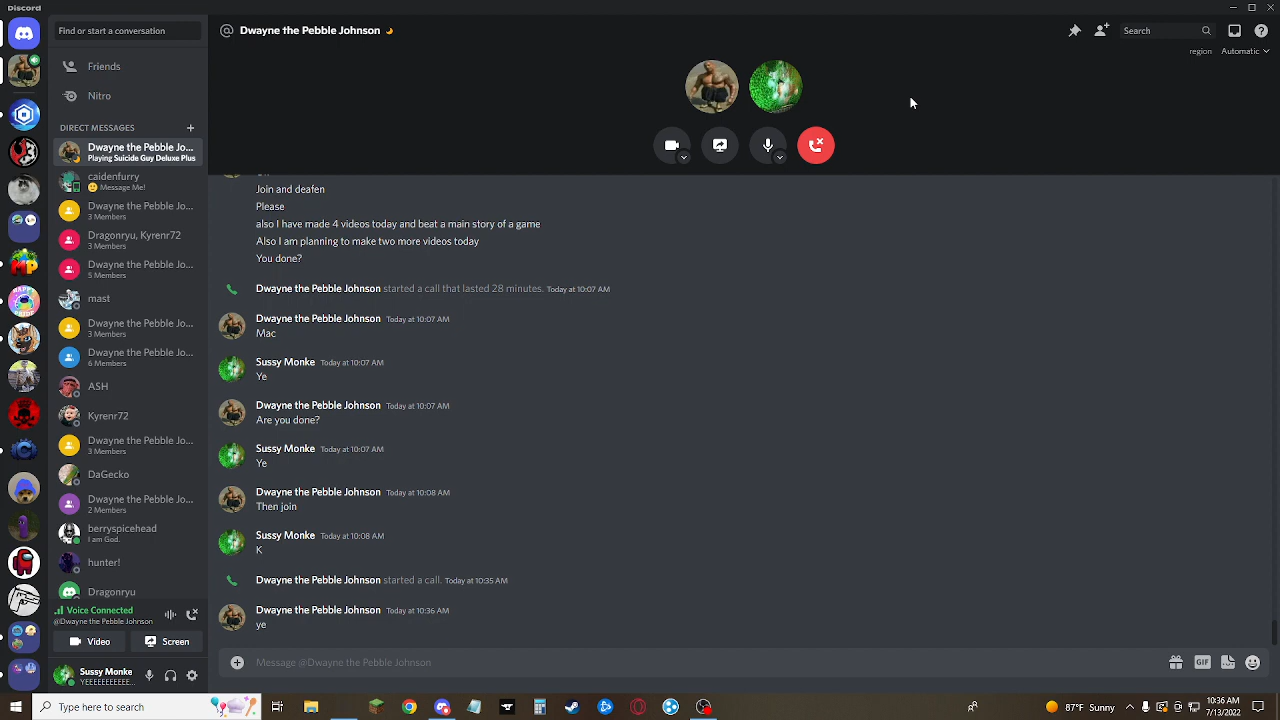 Discord
Find or start a conversation
Dwayne the Pebble Johnson
Search
region Automatic
Friends
Nitro
DIRECT MESSAGES
Dwayne the Pebble Jo...
Playing Suicide Guy Deluxe Plus
caidenfurry
Message Me!
Dwayne the Pebble Jo...
3 Members
Dragonryu, Kyrenr72
3 Members
Dwayne the Pebble Jo...
5 Members
mast
Dwayne the Pebble Jo...
3 Members
Dwayne the Pebble Jo...
6 Members
ASH
Kyrenr72
Dwayne the Pebble Jo...
3 Members
DaGecko
Dwayne the Pebble Jo...
2 Members
berryspicehead
I am God.
hunter!
Dragonryu
Voice Connected
@Dwayne the Pebble Johnson
Video
Screen
Sussy Monke
YEEEEEEEEEE...
Join and deafen
Please
also I have made 4 videos today and beat a main story of a game
Also I am planning to make two more videos today
You done?
Dwayne the Pebble Johnson started a call that lasted 28 minutes. Today at 10:07 AM
Dwayne the Pebble Johnson Today at 10:07 AM
Mac
Sussy Monke Today at 10:07 AM
Ye
Dwayne the Pebble Johnson Today at 10:07 AM
Are you done?
Sussy Monke Today at 10:07 AM
Ye
Dwayne the Pebble Johnson Today at 10:08 AM
Then join
Sussy Monke Today at 10:08 AM
K
Dwayne the Pebble Johnson started a call. Today at 10:35 AM
Dwayne the Pebble Johnson Today at 10:36 AM
ye
Message @Dwayne the Pebble Johnson
GIF
Type here to search
87°F Sunny
10:36 AM
7/13/2022